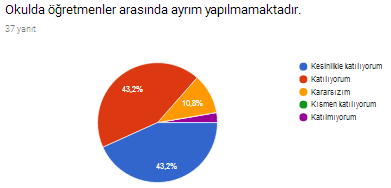 Okulda öğretmenler arasında ayrım yapılmamaktadır.
37 yanıt
Kesinlikle katılıyorum
Katılıyorum
Kararsızım
Kısmen katılıyorum
Katılmıyorum
43,2%
10,8%
43,2%